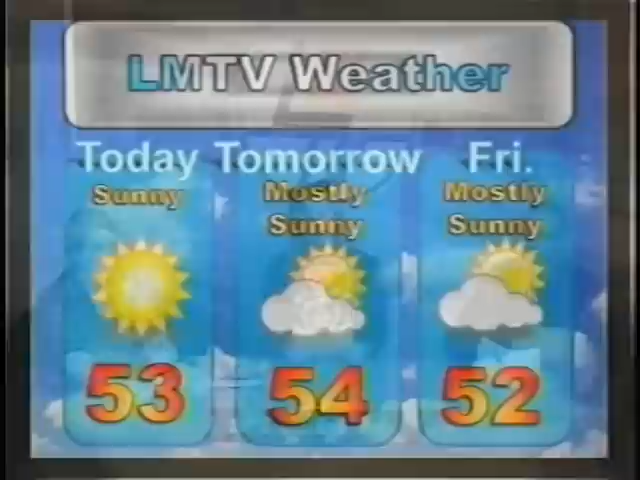 LMTV Weather
Today Tomorrow Fri.
Sunny
Mostly
Sunny
Mostly
Sunny
53 54 52